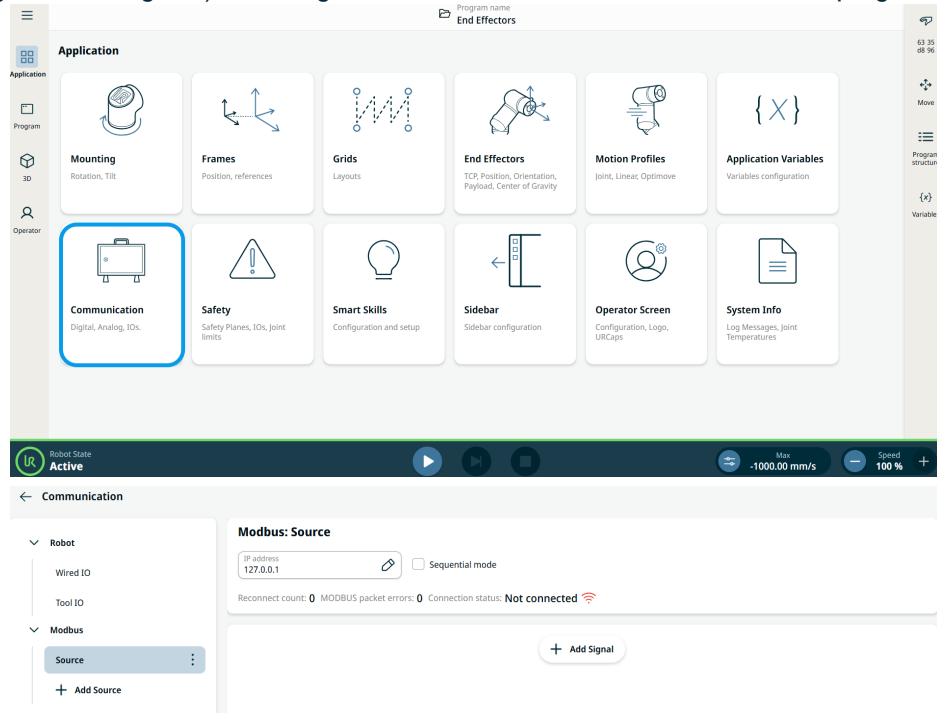 Program name
End Effectors
Application
Application
Program
3D
Operator
63 35
d8 96
Move
Program
structure
{x}
Variable
Mounting
Rotation, Tilt
Frames
Position, references
Grids
Layouts
End Effectors
TCP, Position, Orientation,
Payload, Center of Gravity
Motion Profiles
Joint, Linear, Optimove
Application Variables
Variables configuration
Communication
Digital, Analog, IOs.
Safety
Safety Planes, IOs, Joint
limits
Smart Skills
Configuration and setup
Sidebar
Sidebar configuration
Operator Screen
Configuration, Logo,
URCaps
System Info
Log Messages, Joint
Temperatures
Robot State
Active
Max
-1000.00 mm/s
Speed
100 %
Communication
Robot
Wired IO
Tool IO
Modbus
Source
+ Add Source
Modbus: Source
IP address
127.0.0.1
Sequential mode
Reconnect count: 0 MODBUS packet errors: 0 Connection status: Not connected
+ Add Signal